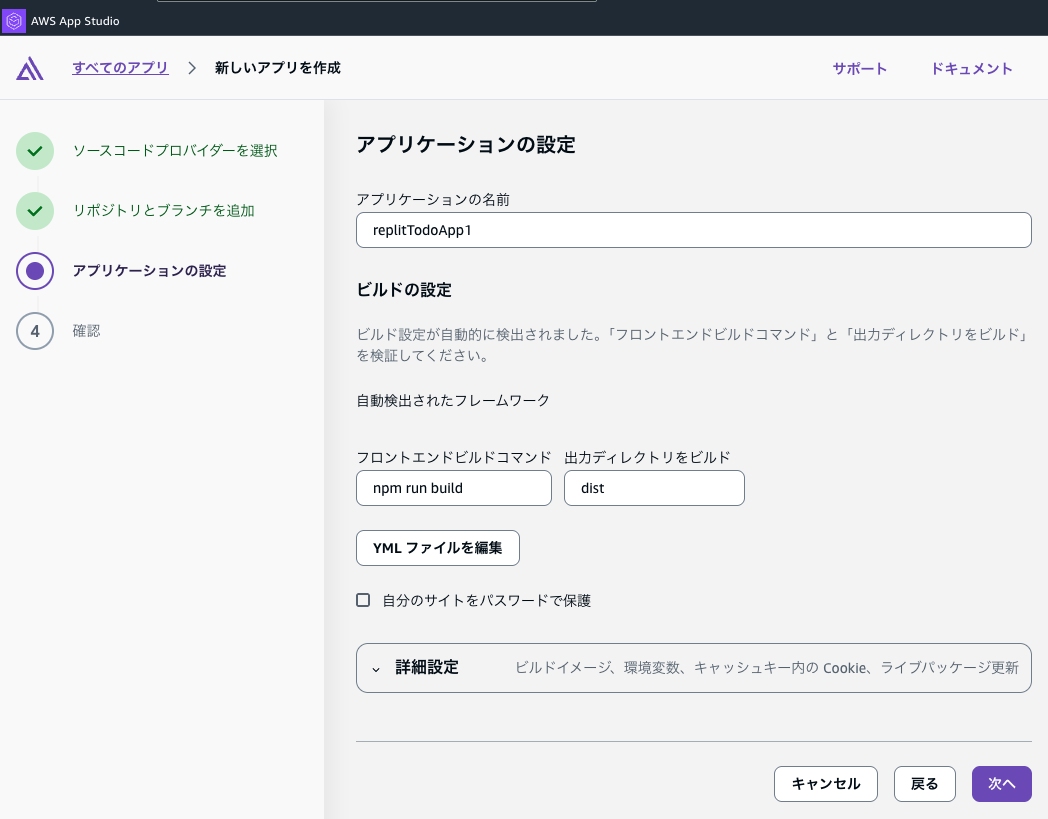 AWS App Studio
すべてのアプリ
新しいアプリを作成
サポート
ドキュメント
ソースコードプロバイダーを選択
リポジトリとブランチを追加
アプリケーションの設定
4
確認
アプリケーションの設定
アプリケーションの名前
replitTodoApp1
ビルドの設定
ビルド設定が自動的に検出されました。「フロントエンドビルドコマンド」と「出力ディレクトリをビルド」
を検証してください。
自動検出されたフレームワーク
フロントエンドビルドコマンド
出力ディレクトリをビルド
npm run build
dist
YML ファイルを編集
自分のサイトをパスワードで保護
詳細設定
ビルドイメージ、環境変数、キャッシュキー内の Cookie、ライブパッケージ更新
キャンセル
戻る
次へ